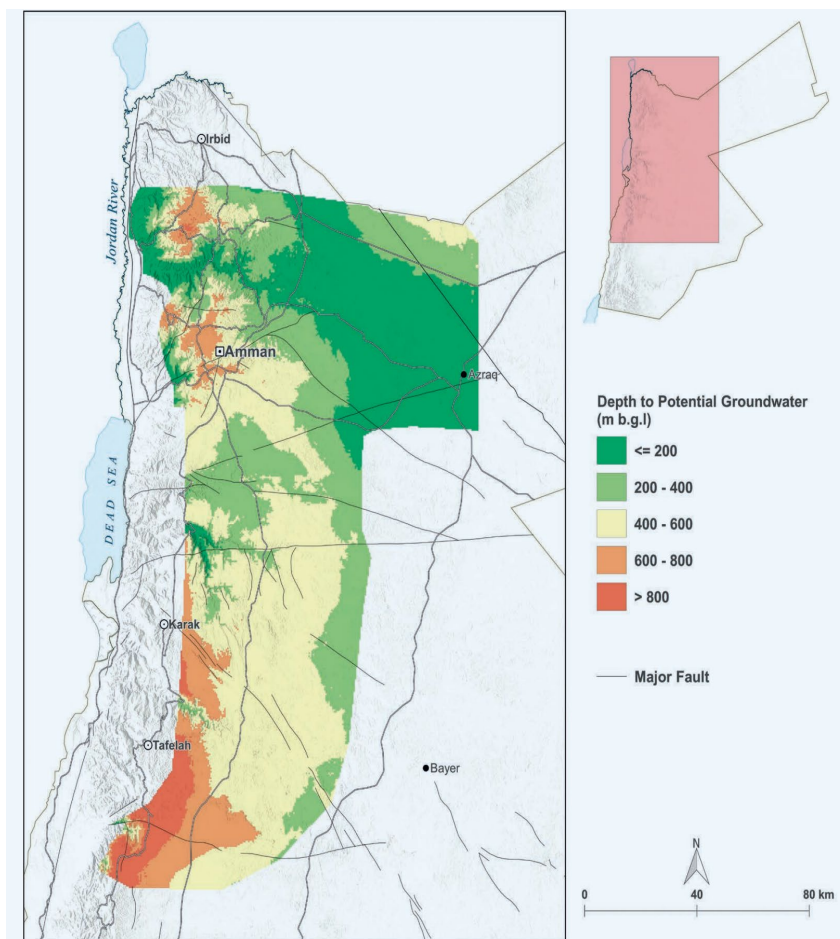 Irbid
Jordan River
Amman
Azraq
DEAD SEA
Karak
Tafelah
Bayer
Depth to Potential Groundwater
(m b.g.l)
<= 200
200 - 400
400 - 600
600 - 800
> 800
Major Fault
N
0 40 80 km